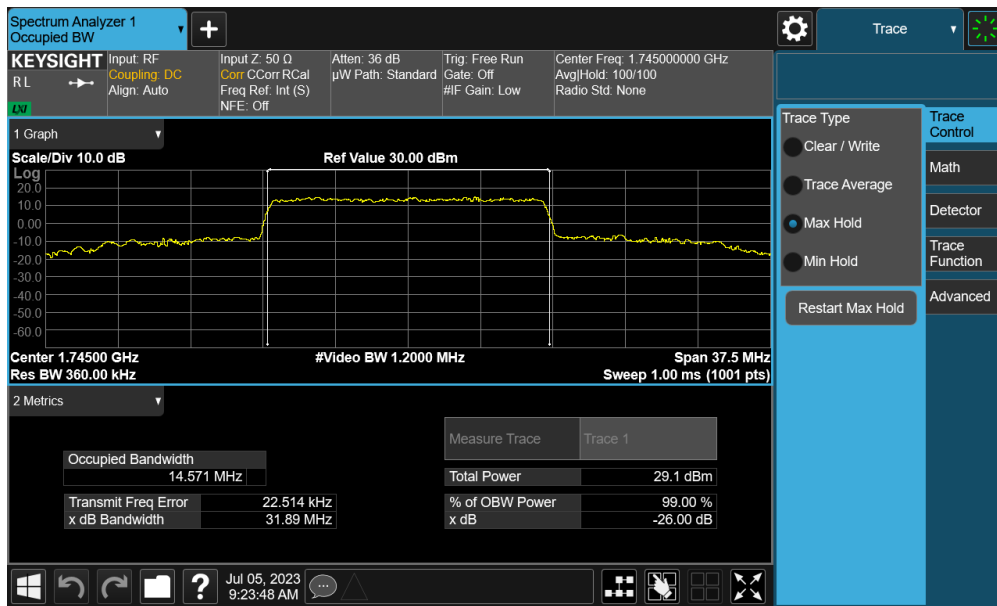 Spectrum Analyzer 1
Occupied BW
+
Trace
KEYSIGHT
R L
LXI
Input: RF
Coupling: DC
Align: Auto
Input Z: 50 Ω
Corr CCorr RCal
Freq Ref: Int (S)
NFE: Off
Atten: 36 dB
µW Path: Standard
Trig: Free Run
Gate: Off
#IF Gain: Low
Center Freq: 1.745000000 GHz
Avg|Hold: 100/100
Radio Std: None
1 Graph
Scale/Div 10.0 dB
Ref Value 30.00 dBm
Log
20.0
10.0
0.00
-10.0
-20.0
-30.0
-40.0
-50.0
-60.0
Center 1.74500 GHz
#Video BW 1.2000 MHz
Span 37.5 MHz
Res BW 360.00 kHz
Sweep 1.00 ms (1001 pts)
2 Metrics
Measure Trace Trace 1
Occupied Bandwidth
14.571 MHz
Total Power 29.1 dBm
Transmit Freq Error 22.514 kHz
% of OBW Power 99.00 %
x dB Bandwidth 31.89 MHz
x dB -26.00 dB
Trace Type
Clear / Write
Trace Average
Max Hold
Min Hold
Restart Max Hold
Trace
Control
Math
Detector
Trace
Function
Advanced
?
Jul 05, 2023
9:23:48 AM